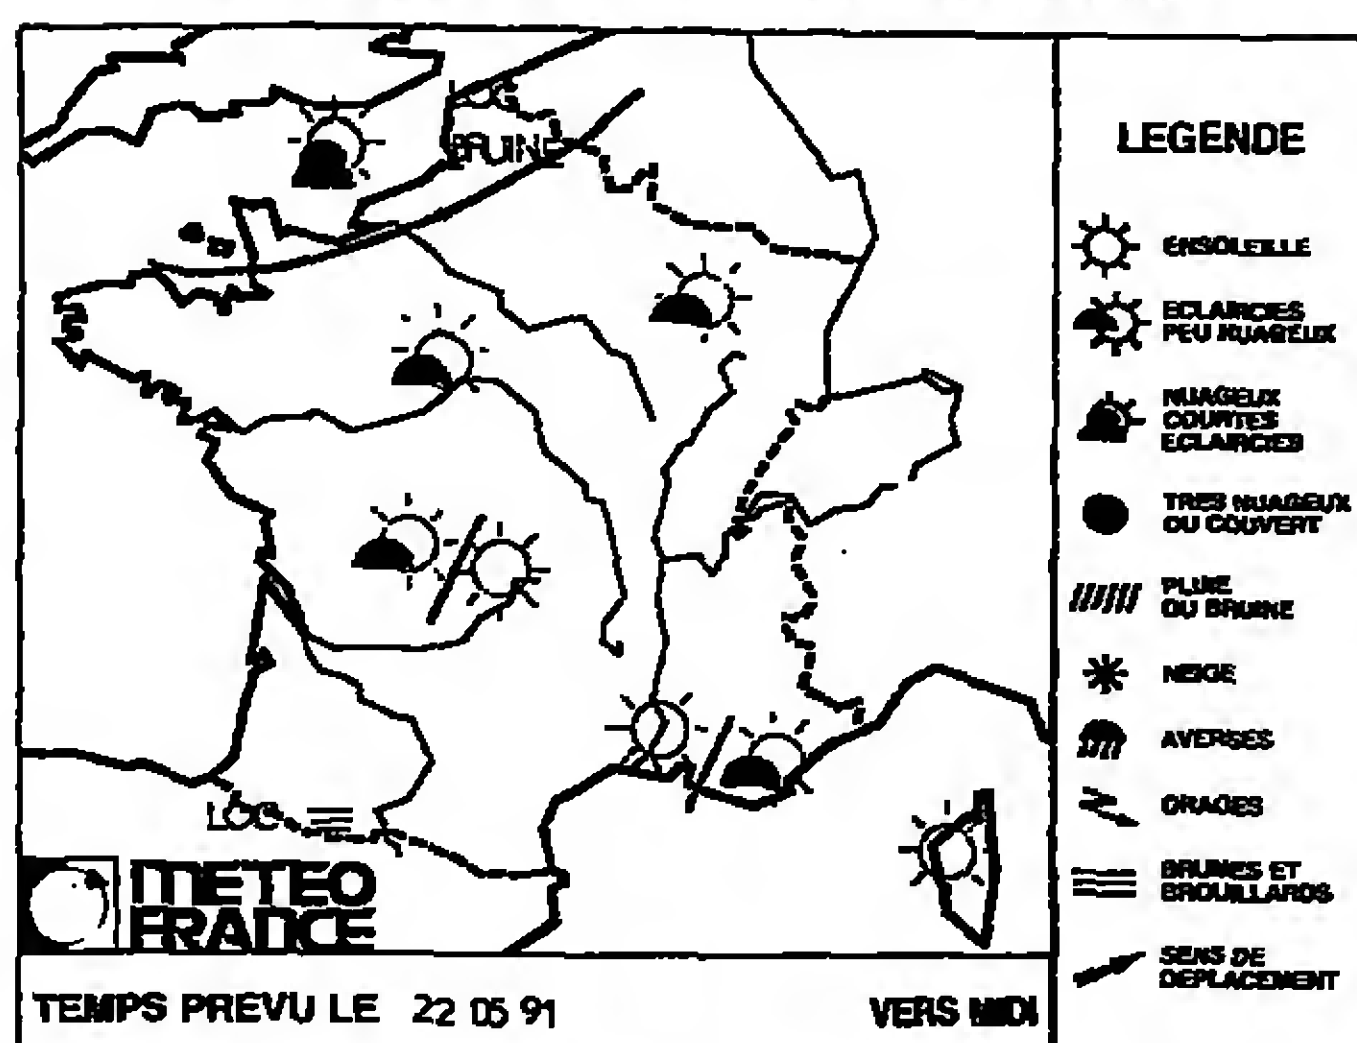 LOC
BRUINE
LOC
METEO
FRANCE
TEMPS PREVU LE 22 05 91
VERS MIDI
LEGENDE
ENSOLEILLE
ECLAIRCIES
PEU NUAGEUX
NUAGEUX
COURTES
ECLAIRCIES
TRES NUAGEUX
OU COUVERT
PLUIE
OU BRUINE
NEIGE
AVERSES
ORAGES
BRUMES ET
BROUILLARDS
SENS DE
DEPLACEMENT